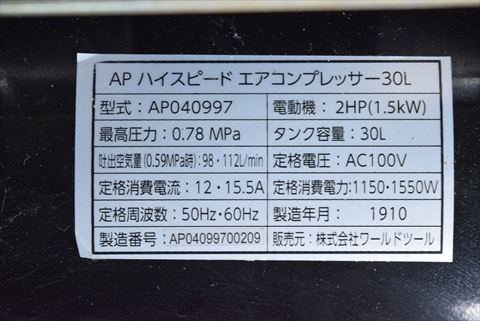 AP ハイスピード エアコンプレッサー30L
型式：AP040997 電動機：2HP(1.5kW)
最高圧力：0.78 MPa タンク容量：30L
吐出空気量(0.59MPa時)：98・112L/min 定格電圧：AC100V
定格消費電流：12・15.5A 定格消費電力：1150・1550W
定格周波数：50Hz・60Hz 製造年月：1910
製造番号：AP04099700209 販売元：株式会社ワールドツール